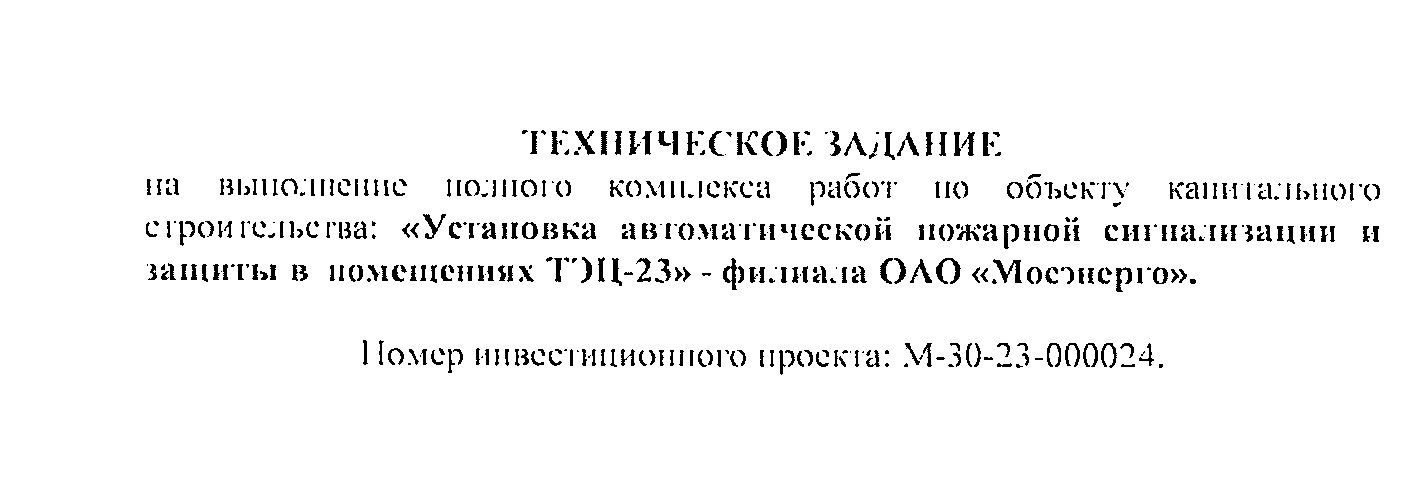 ТЕХНИЧЕСКОЕ ЗАДАНИЕ
на выполнение полного комплекса работ по объекту капитального
строительства: «Установка автоматической пожарной сигнализации и
защиты в помещениях ТЭЦ-23» - филиала ОАО «Мосэнерго».
Номер инвестиционного проекта: М-30-23-000024.